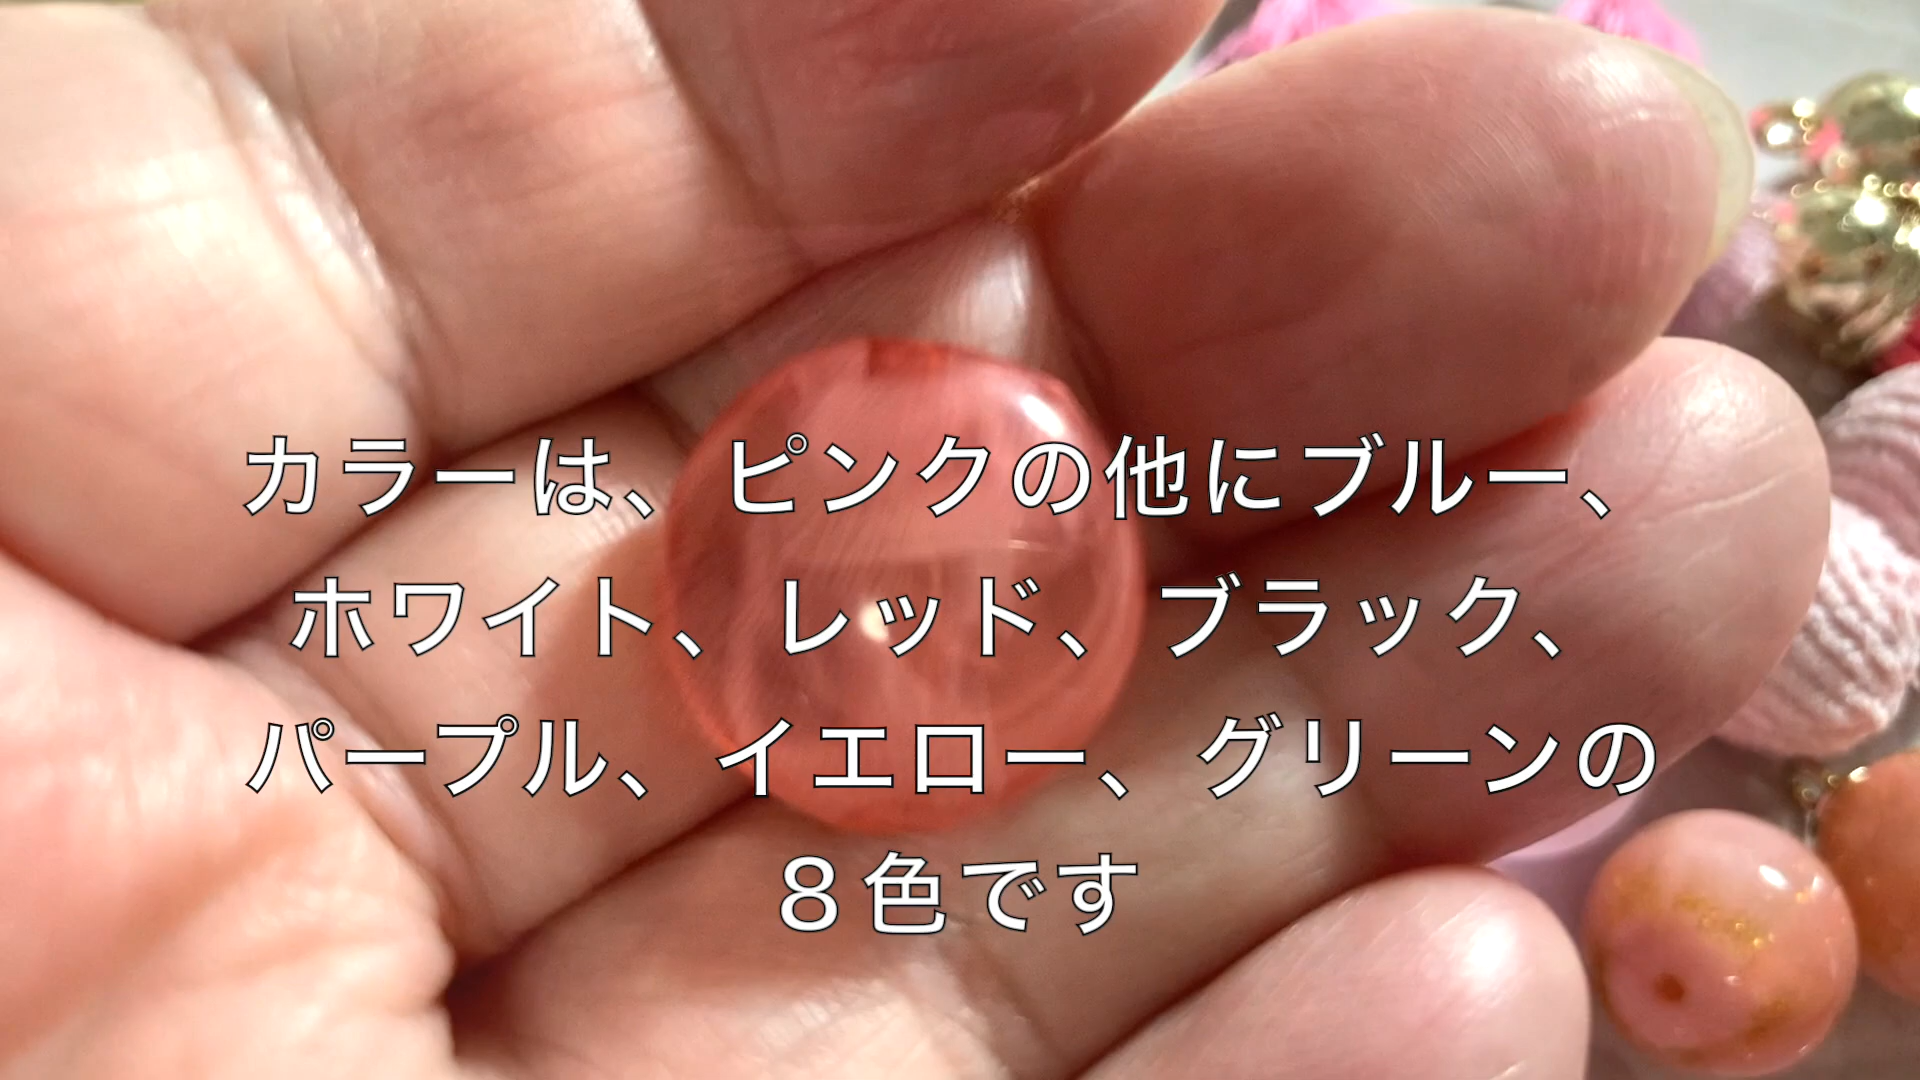 カラーは、ピンクの他にブルー、
ホワイト、レッド、ブラック、
パープル、イエロー、グリーンの
８色です